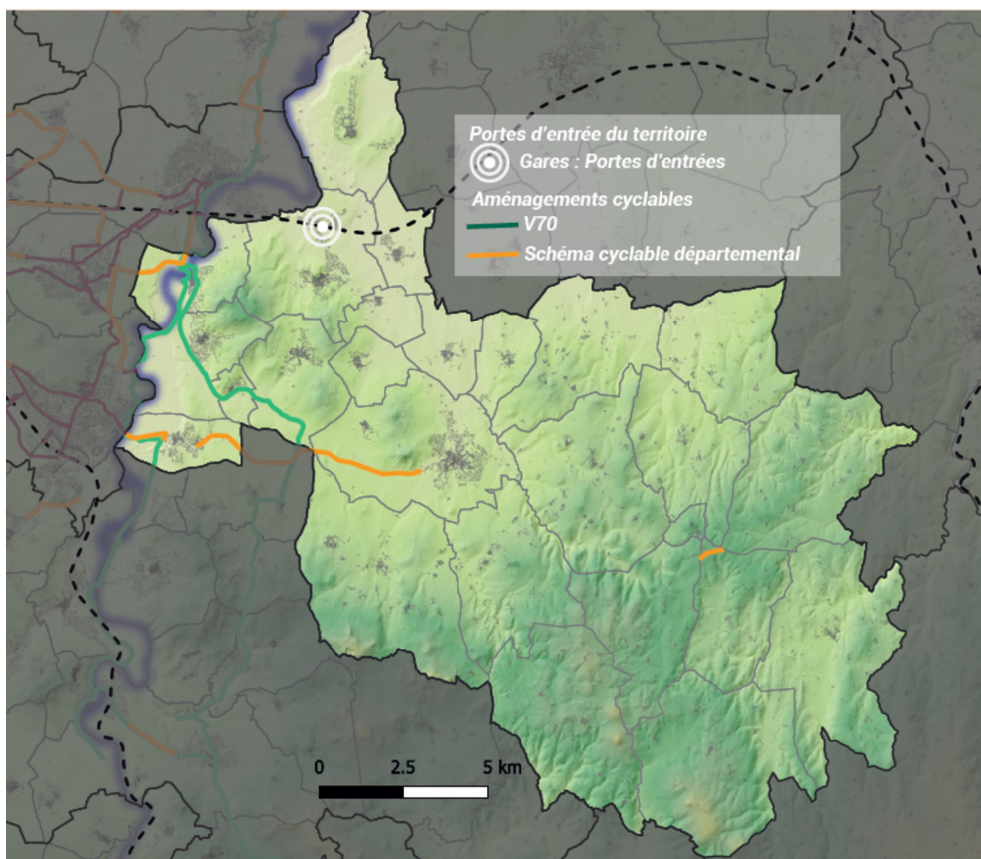 Portes d'entrée du territoire
Gares : Portes d'entrées
Aménagements cyclables
V70
Schéma cyclable départemental
0 2.5 5 km